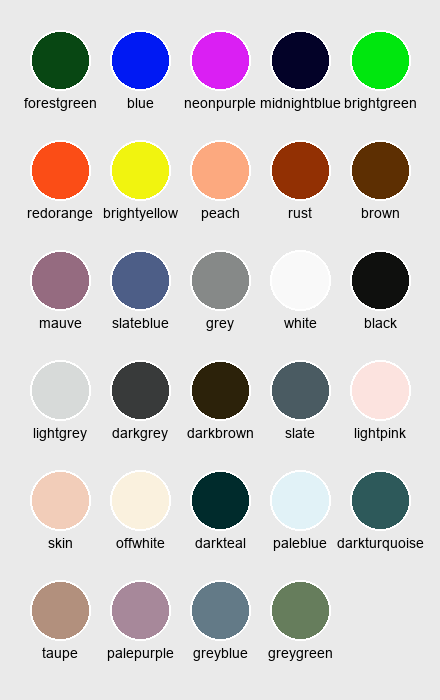 forestgreen blue neonpurple midnightblue brightgreen
redorange brightyellow peach rust brown
mauve slateblue grey white black
lightgrey darkgrey darkbrown slate lightpink
skin offwhite darkteal paleblue darkturquoise
taupe palepurple greyblue greygreen